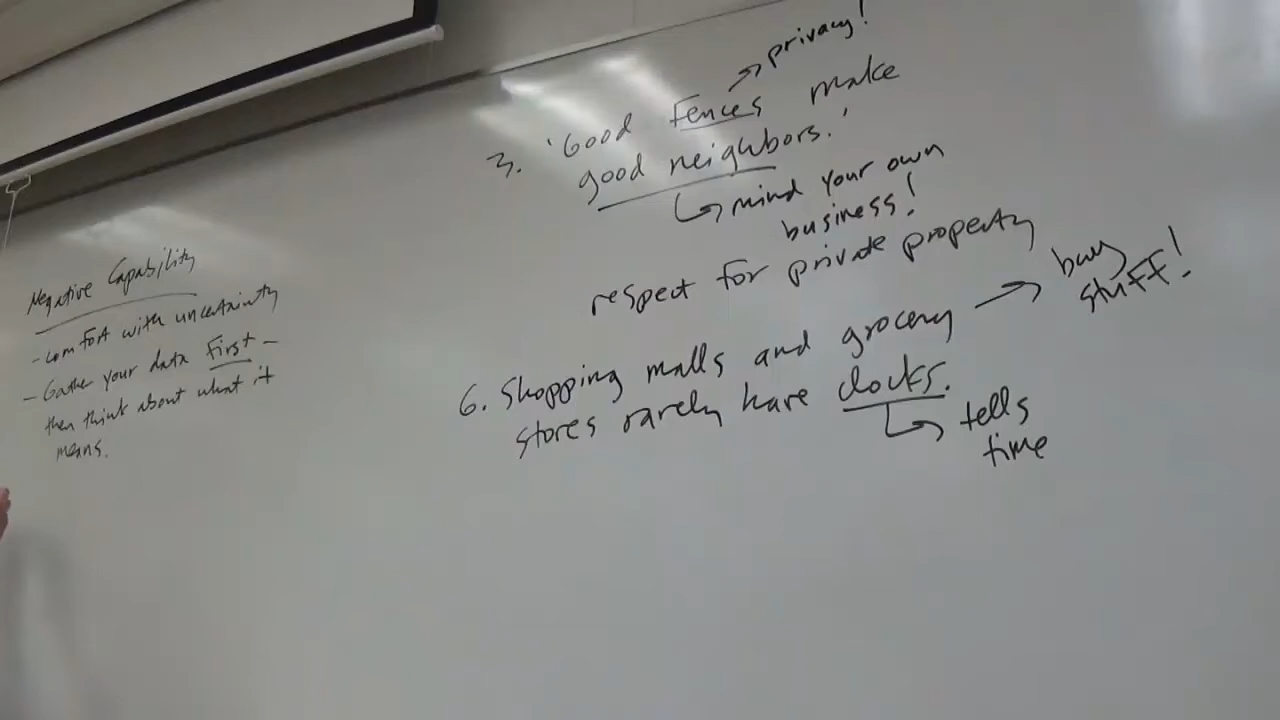 Negative Capability
- comfort with uncertainty
- Gather your data first -
then think about what it
means.
privacy!
3. 'Good fences make
good neighbors.'
mind your own
business!
respect for private property
6. Shopping malls and grocery → buy
stuff!
stores rarely have clocks.
tells
time